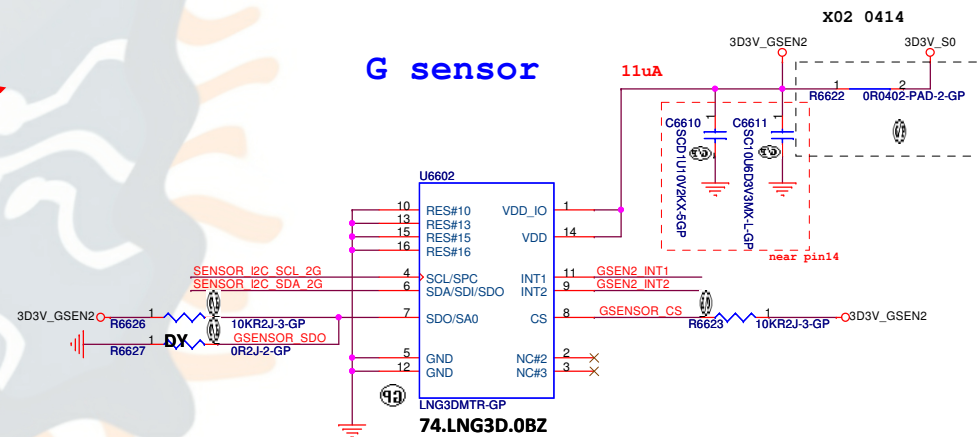 X02 0414
3D3V_GSEN2
3D3V_S0
G sensor
11uA
1
2
R6622
0R0402-PAD-2-GP
C6610
1
SCD1U10V2KX-5GP
C6611
1
SC10U6D3V3MX-L-GP
near pin14
U6602
10 RES#10
13 RES#13
15 RES#15
16 RES#16
VDD_IO 1
VDD 14
SENSOR_I2C_SCL_2G
4 SCL/SPC
SENSOR_I2C_SDA_2G
6 SDA/SDI/SDO
INT1 11 GSEN2_INT1
INT2 9 GSEN2_INT2
3D3V_GSEN2
1
R6626
10KR2J-3-GP
7 SDO/SA0
CS 8 GSENSOR_CS
R6623
1
10KR2J-3-GP
3D3V_GSEN2
1
R6627
DY
GSENSOR_SDO
0R2J-2-GP
5 GND
12 GND
NC#2 2
NC#3 3
GP
LNG3DMTR-GP
74.LNG3D.0BZ